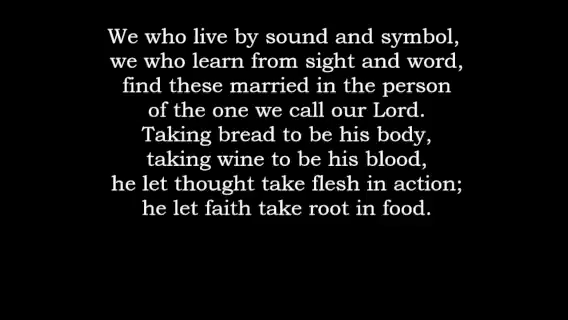 We who live by sound and symbol,
we who learn from sight and word,
find these married in the person
of the one we call our Lord.
Taking bread to be his body,
taking wine to be his blood,
he let thought take flesh in action;
he let faith take root in food.